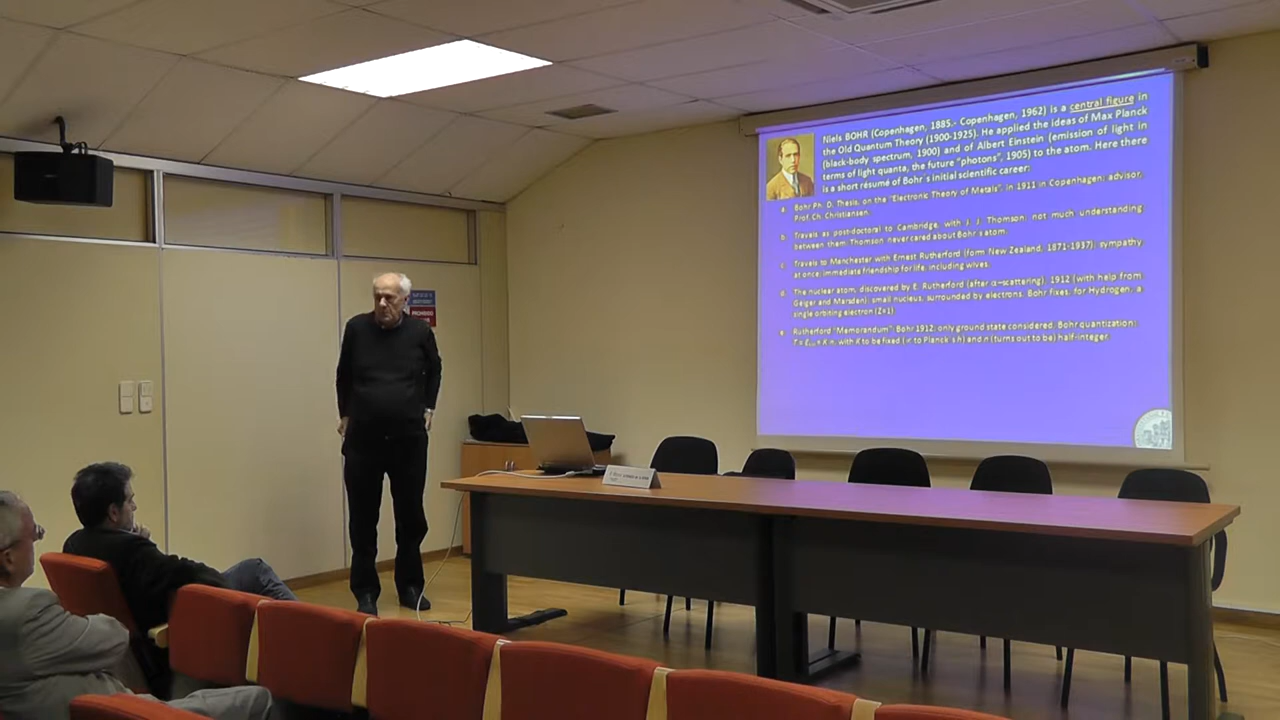 Niels BOHR (Copenhagen, 1885.- Copenhagen, 1962) is a central figure in
the Old Quantum Theory (1900-1925). He applied the ideas of Max Planck
(black-body spectrum, 1900) and of Albert Einstein (emission of light in
terms of light quanta, the future "photons", 1905) to the atom. Here there
is a short résumé of Bohr´s initial scientific career:
a. Bohr Ph. D. Thesis, on the "Electronic Theory of Metals", in 1911 in Copenhagen; advisor,
Prof. Ch. Christiansen.
b. Travels as post-doctoral to Cambridge, with J. J. Thomson; not much understanding
between them; Thomson never cared about Bohr´s atom.
c. Travels to Manchester with Ernest Rutherford (form New Zealand, 1871-1937); sympathy
at once; immediate friendship for life, including wives.
d. The nuclear atom, discovered by E. Rutherford (after α-scattering), 1912 (with help from
Geiger and Marsden): small nucleus, surrounded by electrons. Bohr fixes, for Hydrogen, a
single orbiting electron (Z=1)
e. Rutherford "Memorandum": Bohr 1912: only ground state considered. Bohr quantization:
with K to be fixed (∝ to Planck´s h) and n (turns out to be) half-integer.
PROHIBIDO